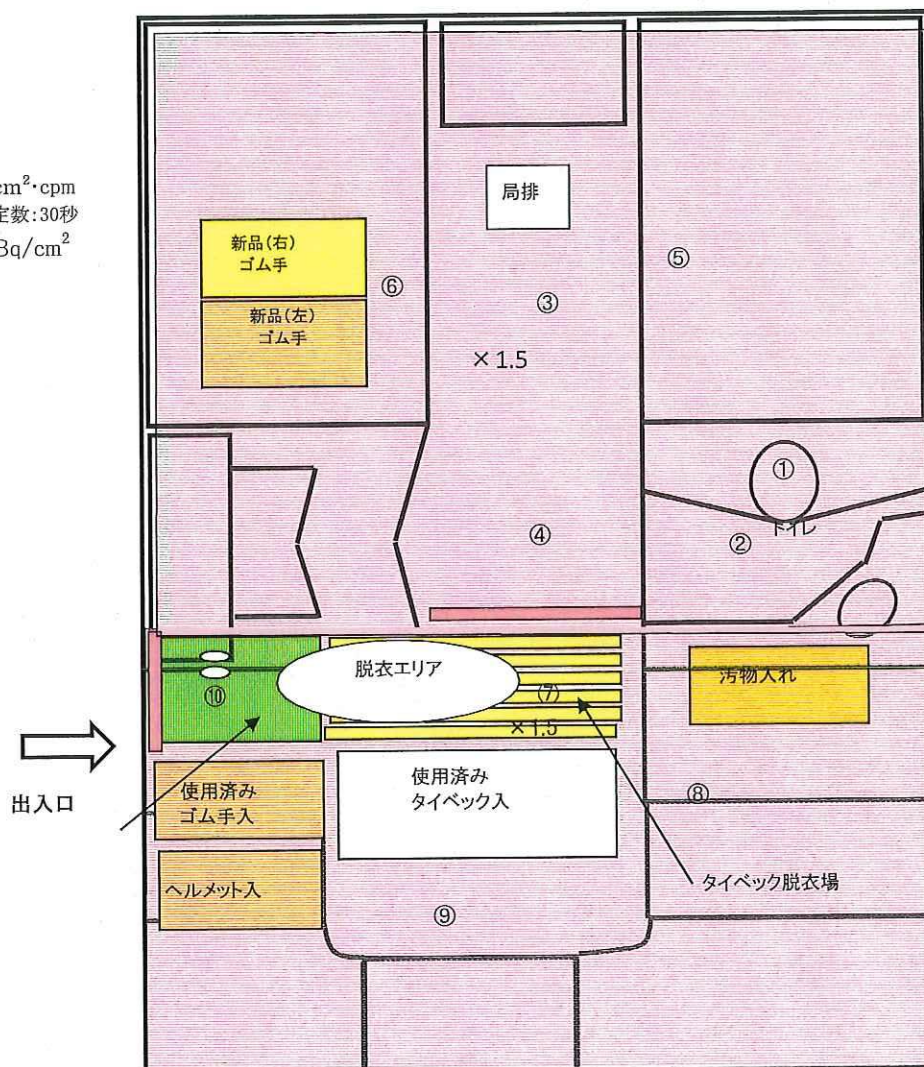 cm²・cpm
定数:30秒
Bq/cm²
局排
新品(右)
ゴム手
⑥
⑤
新品(左)
ゴム手
③
×1.5
①
④
②
トイレ
脱衣エリア
汚物入れ
⑩
⑦
×1.5
出入口
使用済み
ゴム手入
使用済み
タイベック入
⑧
ヘルメット入
タイベック脱衣場
⑨